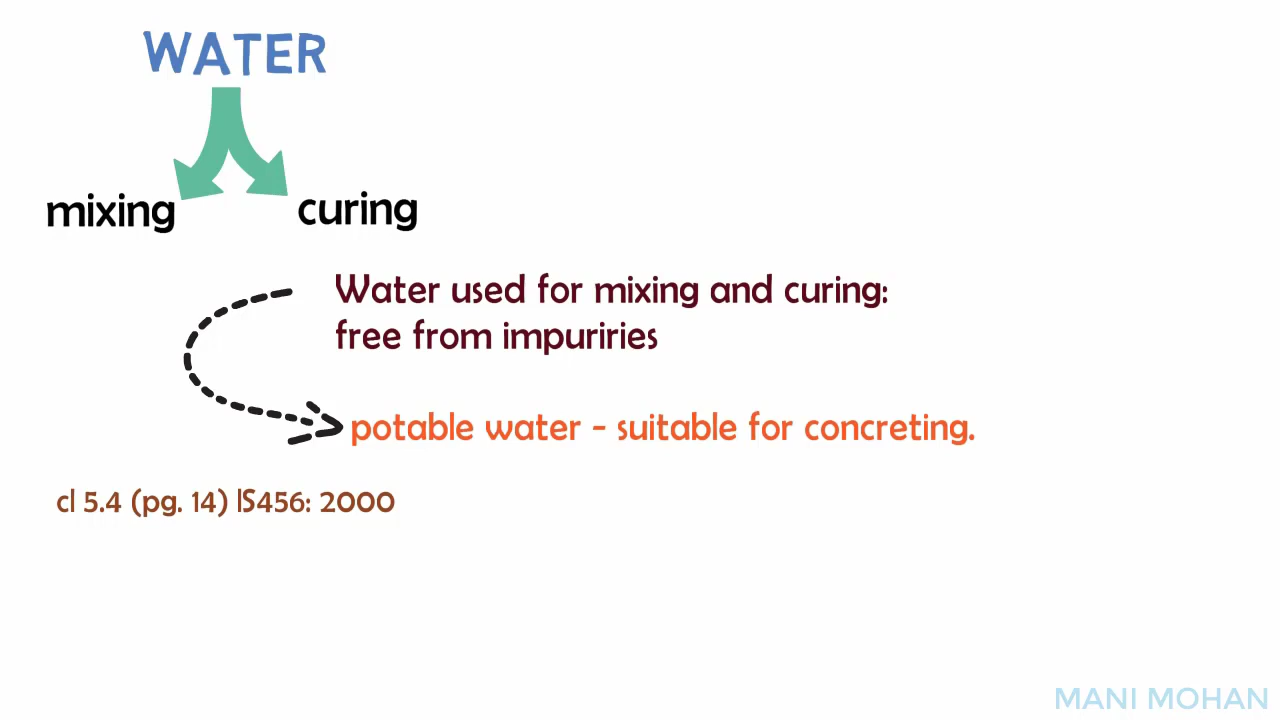 WATER
mixing
curing
Water used for mixing and curing:
free from impuriries
potable water - suitable for concreting.
cl 5.4 (pg. 14) IS456: 2000
MANI MOHAN